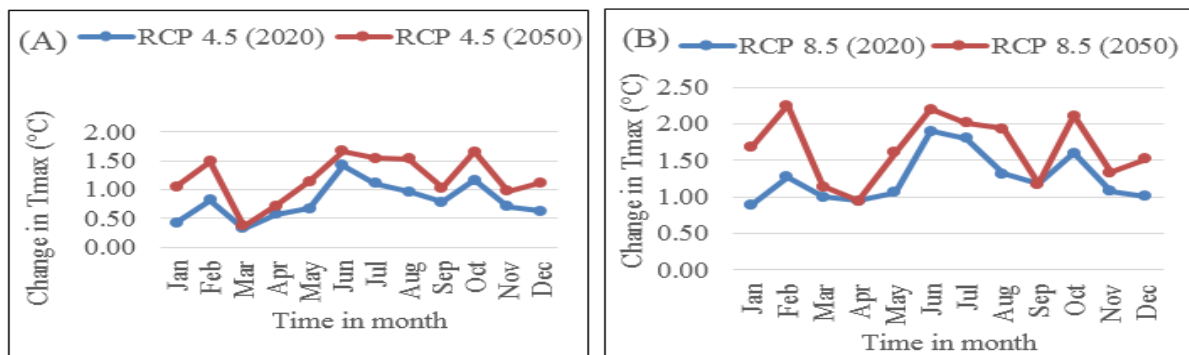 (A)
RCP 4.5 (2020) RCP 4.5 (2050)
Change in Tmax (°C)
2.00
1.50
1.00
0.50
0.00
Jan Feb Mar Apr May Jun Jul Aug Sep Oct Nov Dec
Time in month
(B)
RCP 8.5 (2020) RCP 8.5 (2050)
Change in Tmax (°C)
2.50
2.00
1.50
1.00
0.50
0.00
Jan Feb Mar Apr May Jun Jul Aug Sep Oct Nov Dec
Time in month